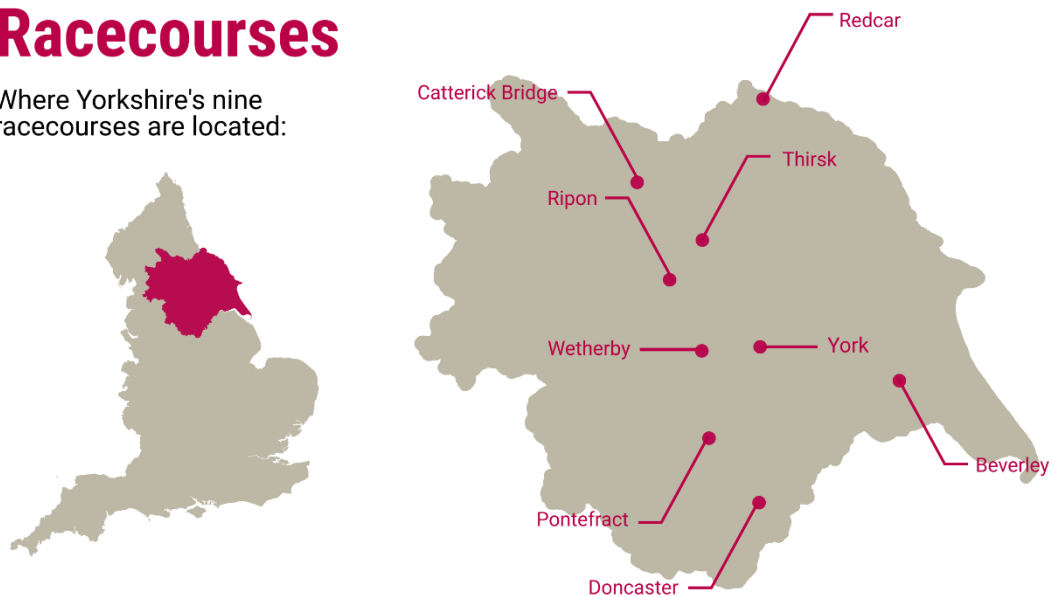 Racecourses
Where Yorkshire's nine
racecourses are located:
Redcar
Catterick Bridge
Thirsk
Ripon
Wetherby
York
Beverley
Pontefract
Doncaster